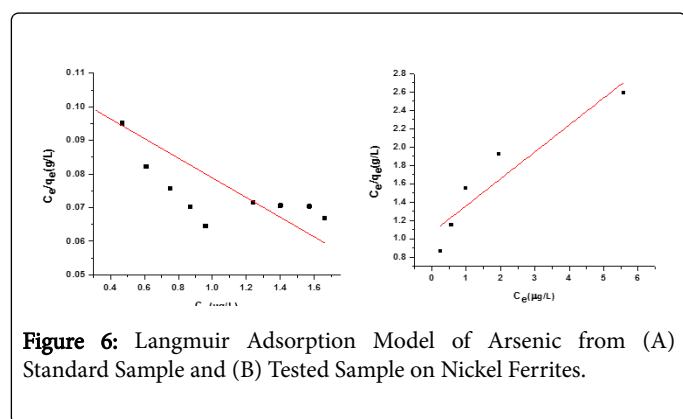 0.11
0.10
0.09
0.08
0.07
0.06
0.05
Ce/qe(g/L)
0.4 0.6 0.8 1.0 1.2 1.4 1.6
2.8
2.6
2.4
2.2
2.0
1.8
1.6
1.4
1.2
1.0
0.8
Ce/qe(g/L)
0 1 2 3 4 5 6
Ce(μg/L)
Figure 6: Langmuir Adsorption Model of Arsenic from (A)
Standard Sample and (B) Tested Sample on Nickel Ferrites.